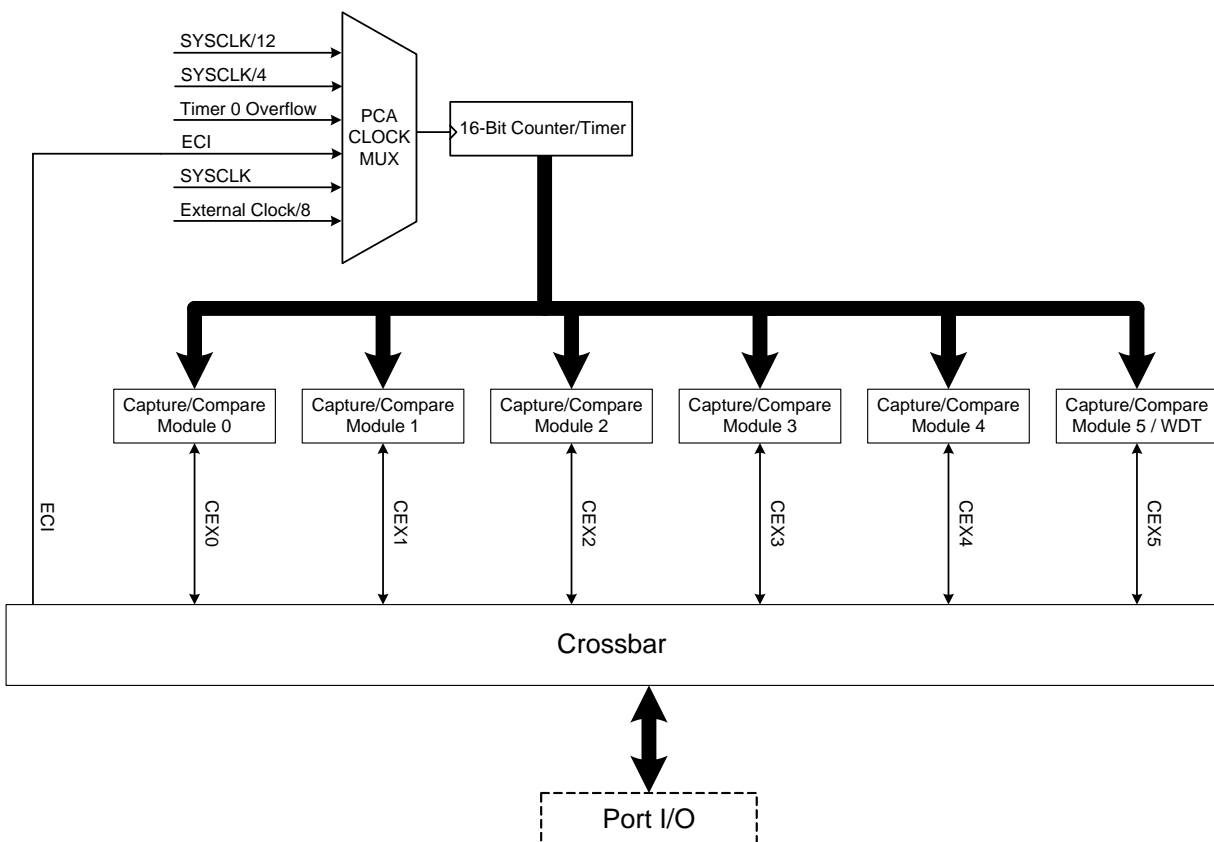 SYSCLK/12
SYSCLK/4
Timer 0 Overflow
ECI
SYSCLK
External Clock/8
PCA
CLOCK
MUX
16-Bit Counter/Timer
Capture/Compare
Module 0
Capture/Compare
Module 1
Capture/Compare
Module 2
Capture/Compare
Module 3
Capture/Compare
Module 4
Capture/Compare
Module 5 / WDT
ECI
CEX0
CEX1
CEX2
CEX3
CEX4
CEX5
Crossbar
Port I/O